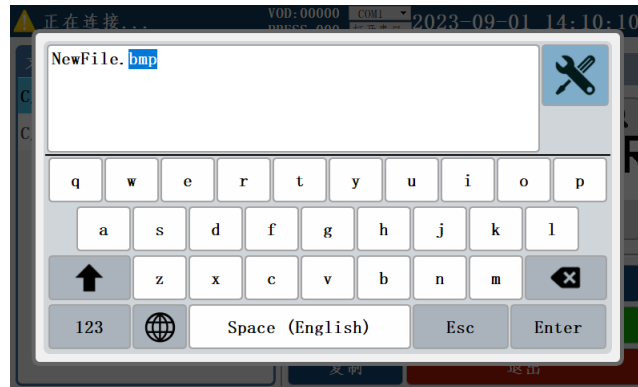 正在连接...
VOD:00000
COM1
2023-09-01 14:10:10
NewFile.bmp
q w e r t y u i o p
a s d f g h j k l
z x c v b n m
123 Space (English) Esc Enter
复制 退出